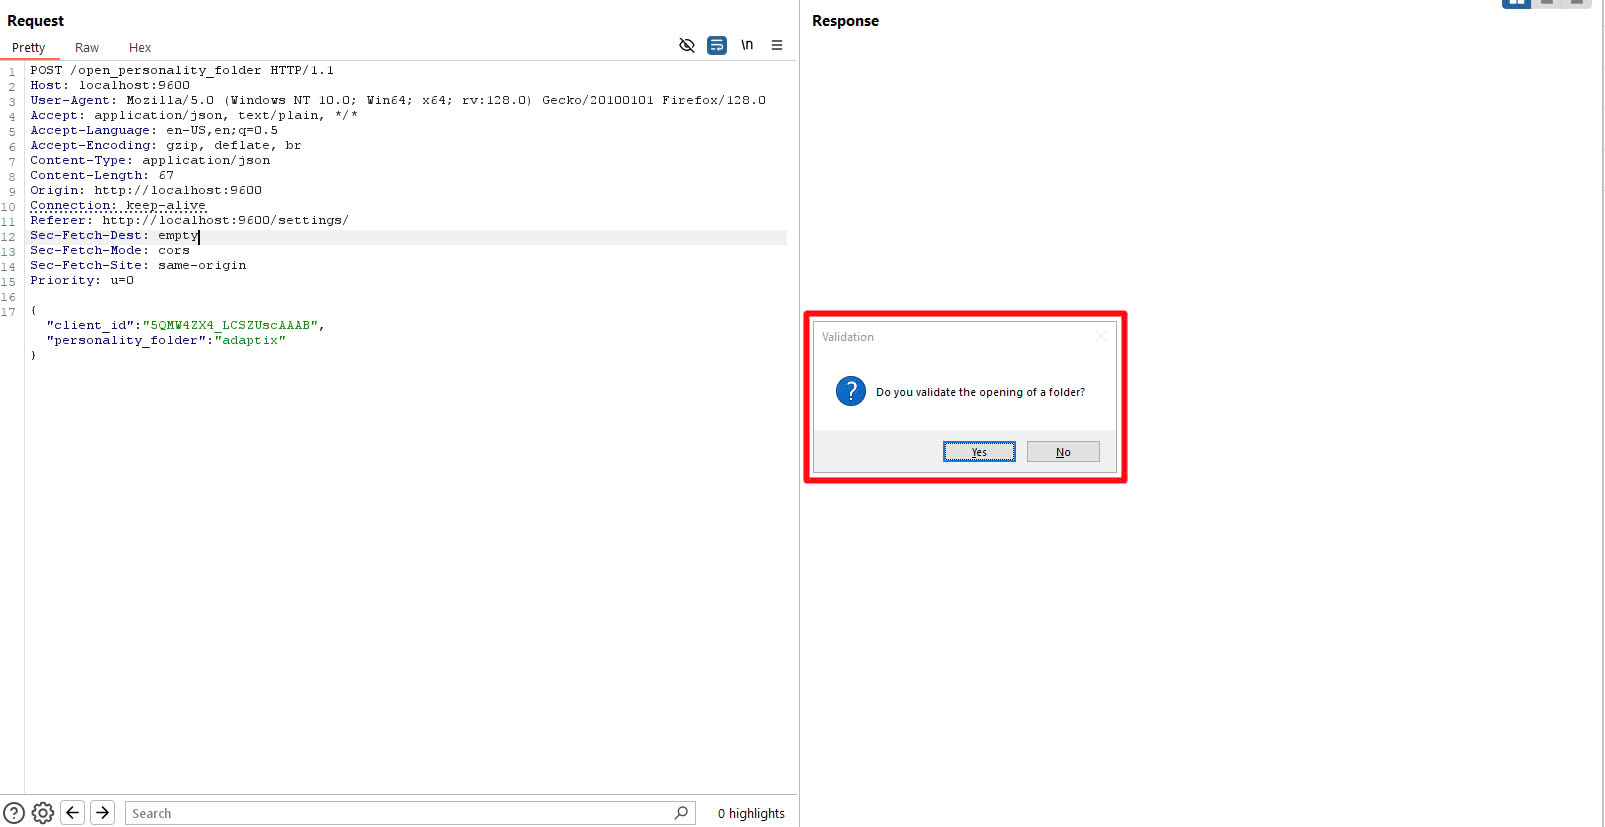 Request
Pretty Raw Hex \n
1 POST /open_personality_folder HTTP/1.1
2 Host: localhost:9600
3 User-Agent: Mozilla/5.0 (Windows NT 10.0; Win64; x64; rv:128.0) Gecko/20100101 Firefox/128.0
4 Accept: application/json, text/plain, */*
5 Accept-Language: en-US,en;q=0.5
6 Accept-Encoding: gzip, deflate, br
7 Content-Type: application/json
8 Content-Length: 67
9 Origin: http://localhost:9600
10 Connection: keep-alive
11 Referer: http://localhost:9600/settings/
12 Sec-Fetch-Dest: empty
13 Sec-Fetch-Mode: cors
14 Sec-Fetch-Site: same-origin
15 Priority: u=0
16
17 {
"client_id":"5QMW4ZX4_LCSZUscAAAB",
"personality_folder":"adaptix"
}
Search 0 highlights
Response
Validation
? Do you validate the opening of a folder?
Yes No